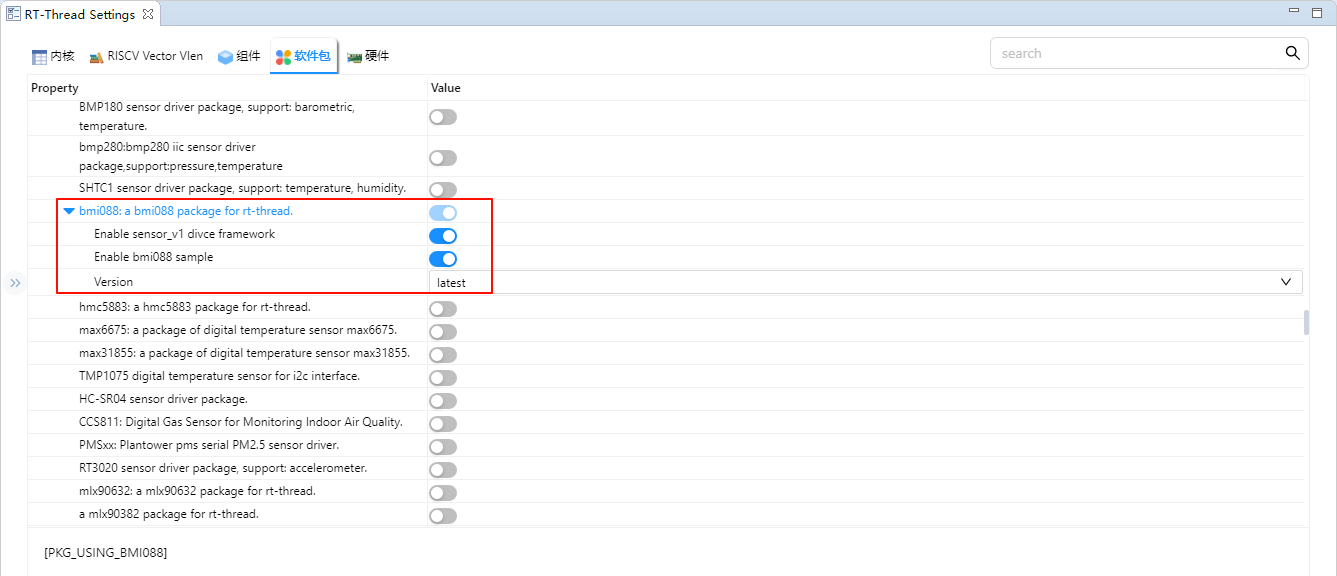 RT-Thread Settings
内核
RISCV Vector Vlen
组件
软件包
硬件
search
Property
Value
BMP180 sensor driver package, support: barometric,
temperature.
bmp280:bmp280 iic sensor driver
package,support:pressure,temperature
SHTC1 sensor driver package, support: temperature, humidity.
bmi088: a bmi088 package for rt-thread.
Enable sensor_v1 divce framework
Enable bmi088 sample
Version
latest
hmc5883: a hmc5883 package for rt-thread.
max6675: a package of digital temperature sensor max6675.
max31855: a package of digital temperature sensor max31855.
TMP1075 digital temperature sensor for i2c interface.
HC-SR04 sensor driver package.
CCS811: Digital Gas Sensor for Monitoring Indoor Air Quality.
PMSxx: Plantower pms serial PM2.5 sensor driver.
RT3020 sensor driver package, support: accelerometer.
mlx90632: a mlx90632 package for rt-thread.
a mlx90382 package for rt-thread.
[PKG_USING_BMI088]